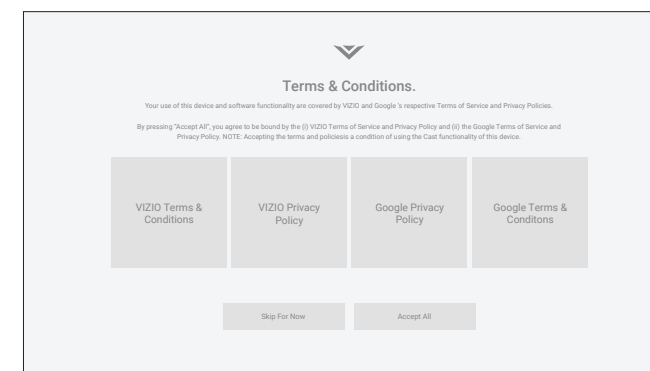 Terms & Conditions.
Your use of this device and software functionality are covered by VIZIO and Google 's respective Terms of Service and Privacy Policies.
By pressing "Accept All", you agree to be bound by the (i) VIZIO Terms of Service and Privacy Policy and (ii) the Google Terms of Service and
Privacy Policy. NOTE: Accepting the terms and policiesis a condition of using the Cast functionality of this device.
VIZIO Terms &
Conditions
VIZIO Privacy
Policy
Google Privacy
Policy
Google Terms &
Conditons
Skip For Now
Accept All